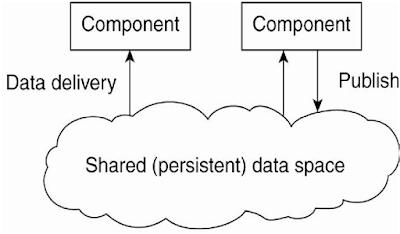 Component
Component
Data delivery
Publish
Shared (persistent) data space